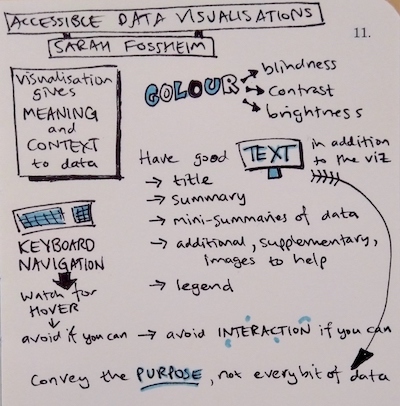 ACCESSIBLE DATA VISUALISATIONS
SARAH FOSSHEIM
11.
Visualisation
gives
MEANING
and
CONTEXT
to data
COLOUR
→ blindness
→ contrast
→ brightness
Have good TEXT in addition
to the viz
→ title
→ summary
→ mini-summaries of data
→ additional, supplementary,
images to help
→ legend
KEYBOARD
NAVIGATION
Watch for
HOVER
avoid if you can → avoid INTERACTION if you can
Convey the PURPOSE, not every bit of data